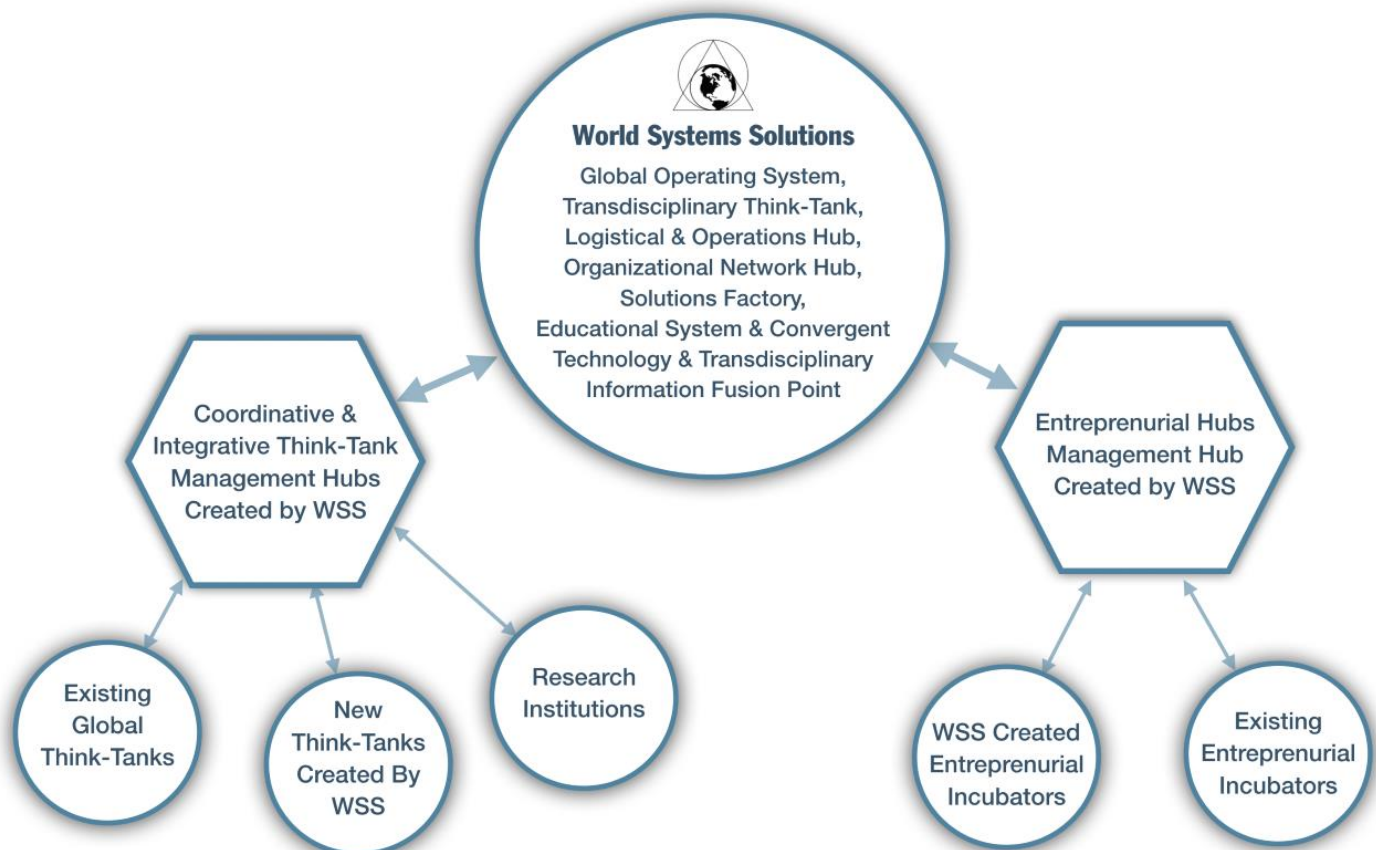 World Systems Solutions
Global Operating System,
Transdisciplinary Think-Tank,
Logistical & Operations Hub,
Organizational Network Hub,
Solutions Factory,
Educational System & Convergent
Technology & Transdisciplinary
Information Fusion Point
Coordinative &
Integrative Think-Tank
Management Hubs
Created by WSS
Entreprenurial Hubs
Management Hub
Created by WSS
Existing
Global
Think-Tanks
New
Think-Tanks
Created By
WSS
Research
Institutions
WSS Created
Entreprenurial
Incubators
Existing
Entreprenurial
Incubators